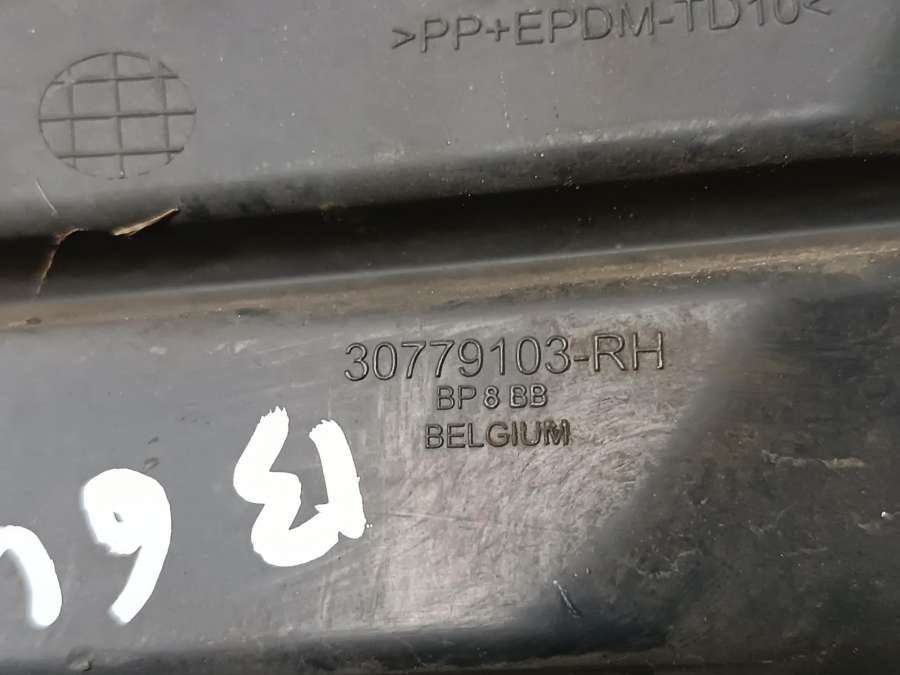 >PP+EPDM-TD10<
30779103-RH
BP 8 BB
BELGIUM